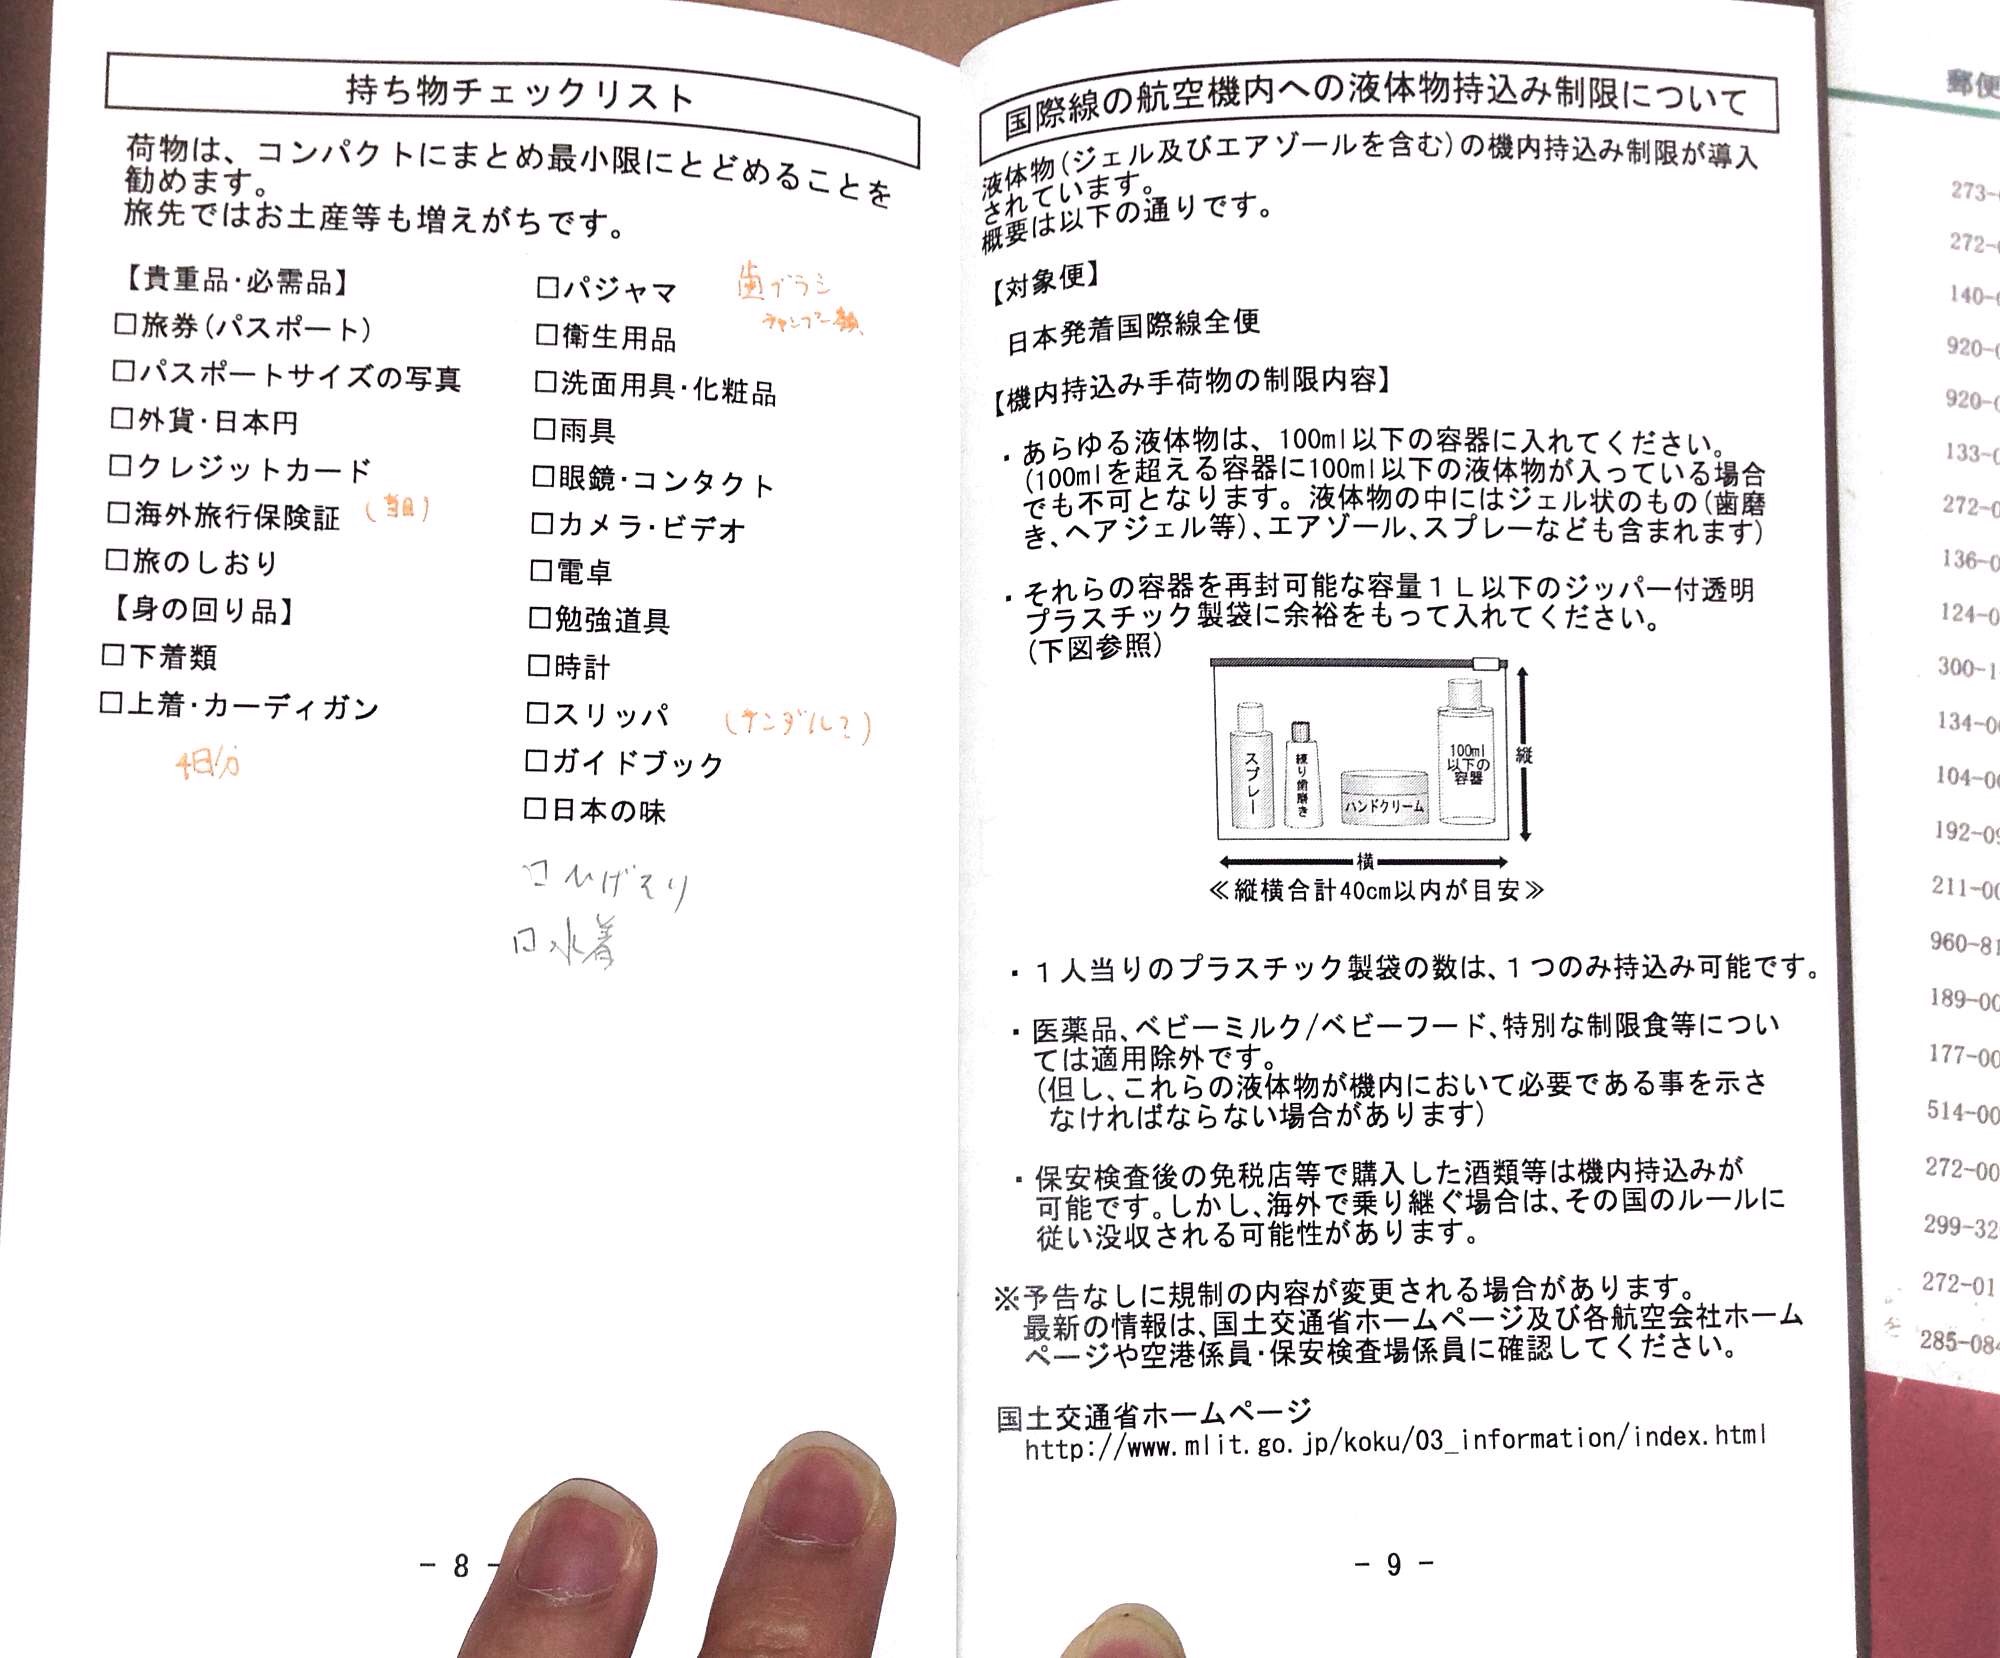 持ち物チェックリスト
荷物は、コンパクトにまとめ最小限にとどめることを
勧めます。
旅先ではお土産等も増えがちです。
【貴重品・必需品】
□旅券(パスポート)
□パスポートサイズの写真
□外貨・日本円
□クレジットカード
□海外旅行保険証 (当日)
□旅のしおり
【身の回り品】
□下着類
□上着・カーディガン
4日分
□パジャマ 歯ブラシ
シャンプー類
□衛生用品
□洗面用具・化粧品
□雨具
□眼鏡・コンタクト
□カメラ・ビデオ
□電卓
□勉強道具
□時計
□スリッパ (サンダル?)
□ガイドブック
□日本の味
□ひげそり
□水着
- 8 -
国際線の航空機内への液体物持込み制限について
液体物(ジェル及びエアゾールを含む)の機内持込み制限が導入
されています。
概要は以下の通りです。
【対象便】
日本発着国際線全便
【機内持込み手荷物の制限内容】
・あらゆる液体物は、100ml以下の容器に入れてください。
(100mlを超える容器に100ml以下の液体物が入っている場合
でも不可となります。液体物の中にはジェル状のもの(歯磨
き、ヘアジェル等)、エアゾール、スプレーなども含まれます)
・それらの容器を再封可能な容量1L以下のジッパー付透明
プラスチック製袋に余裕をもって入れてください。
(下図参照)
スプレー
練り歯磨き
ハンドクリーム
100ml
以下の
容器
縦
横
≪縦横合計40cm以内が目安≫
・1人当りのプラスチック製袋の数は、1つのみ持込み可能です。
・医薬品、ベビーミルク/ベビーフード、特別な制限食等につい
ては適用除外です。
(但し、これらの液体物が機内において必要である事を示さ
なければならない場合があります)
・保安検査後の免税店等で購入した酒類等は機内持込みが
可能です。しかし、海外で乗り継ぐ場合は、その国のルールに
従い没収される可能性があります。
※予告なしに規制の内容が変更される場合があります。
最新の情報は、国土交通省ホームページ及び各航空会社ホーム
ページや空港係員・保安検査場係員に確認してください。
国土交通省ホームページ
http://www.mlit.go.jp/koku/03_information/index.html
- 9 -
郵便
273-
272-
140-
920-
920-
133-0
272-0
136-0
124-0
300-1
134-00
104-00
192-09
211-00
960-81
189-00
177-00
514-00
272-00
299-32
272-01
285-084